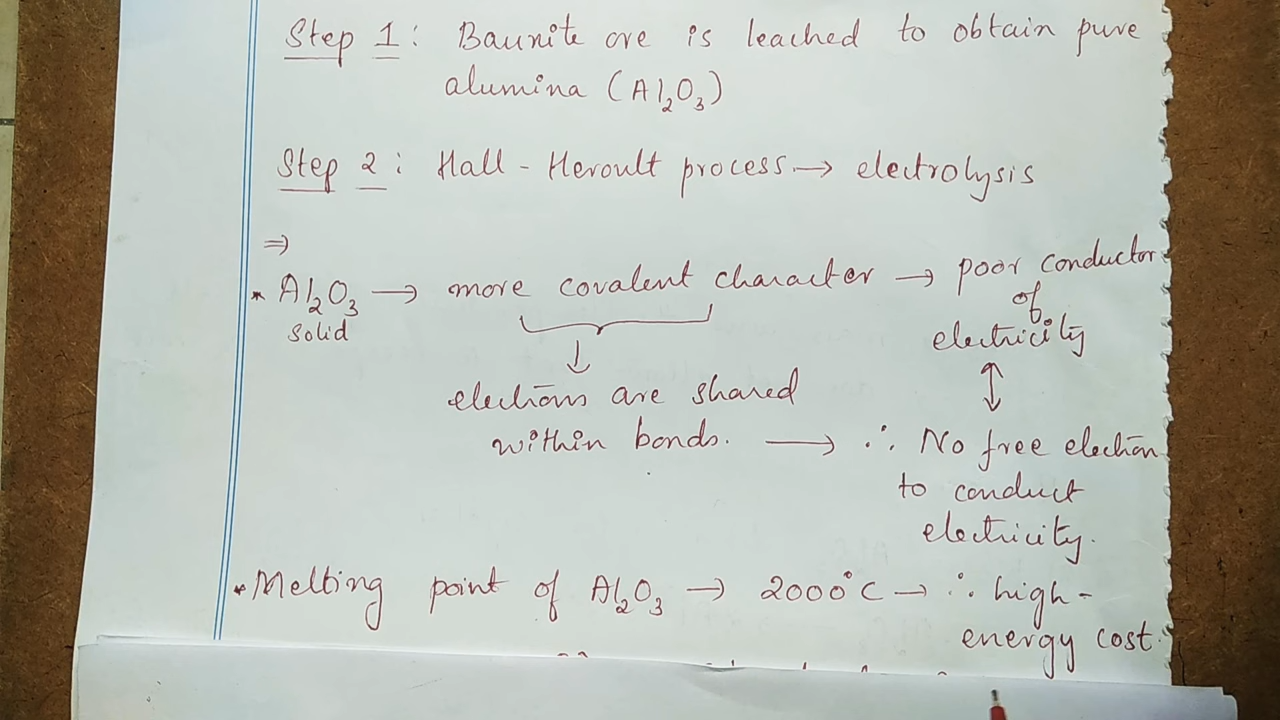 Step 1: Bauxite ore is leached to obtain pure
alumina (Al₂O₃)
Step 2: Hall-Heroult process → electrolysis
⇒
* Al₂O₃ → more covalent character → poor conductor
solid
of
electricity
↓
↕
electrons are shared
within bonds. → ∴ No free electron
to conduct
electricity.
* Melting point of Al₂O₃ → 2000°C → ∴ high-
energy cost.